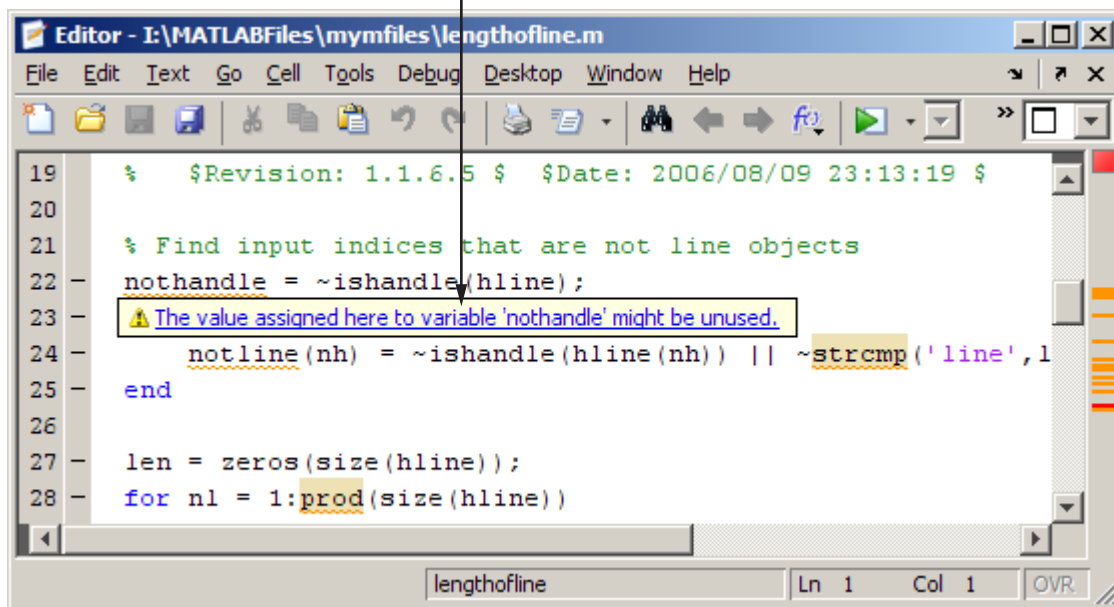 Editor - I:\MATLABFiles\mymfiles\lengthofline.m
File Edit Text Go Cell Tools Debug Desktop Window Help
19 % $Revision: 1.1.6.5 $ $Date: 2006/08/09 23:13:19 $
20
21 % Find input indices that are not line objects
22 - nothandle = ~ishandle(hline);
23 - The value assigned here to variable 'nothandle' might be unused.
24 - notline(nh) = ~ishandle(hline(nh)) || ~strcmp('line',l
25 - end
26
27 - len = zeros(size(hline));
28 - for nl = 1:prod(size(hline))
lengthofline Ln 1 Col 1 OVR